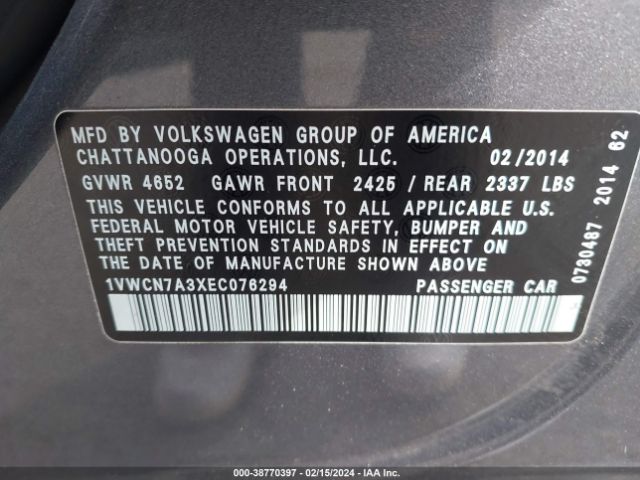 MFD BY VOLKSWAGEN GROUP OF AMERICA
CHATTANOOGA OPERATIONS, LLC. 02/2014
GVWR 4652 GAWR FRONT 2425 / REAR 2337 LBS
THIS VEHICLE CONFORMS TO ALL APPLICABLE U.S.
FEDERAL MOTOR VEHICLE SAFETY, BUMPER AND
THEFT PREVENTION STANDARDS IN EFFECT ON
THE DATE OF MANUFACTURE SHOWN ABOVE
1VWCN7A3XEC076294 PASSENGER CAR
0730487 2014 62
000-38770397 - 02/15/2024 - IAA Inc.